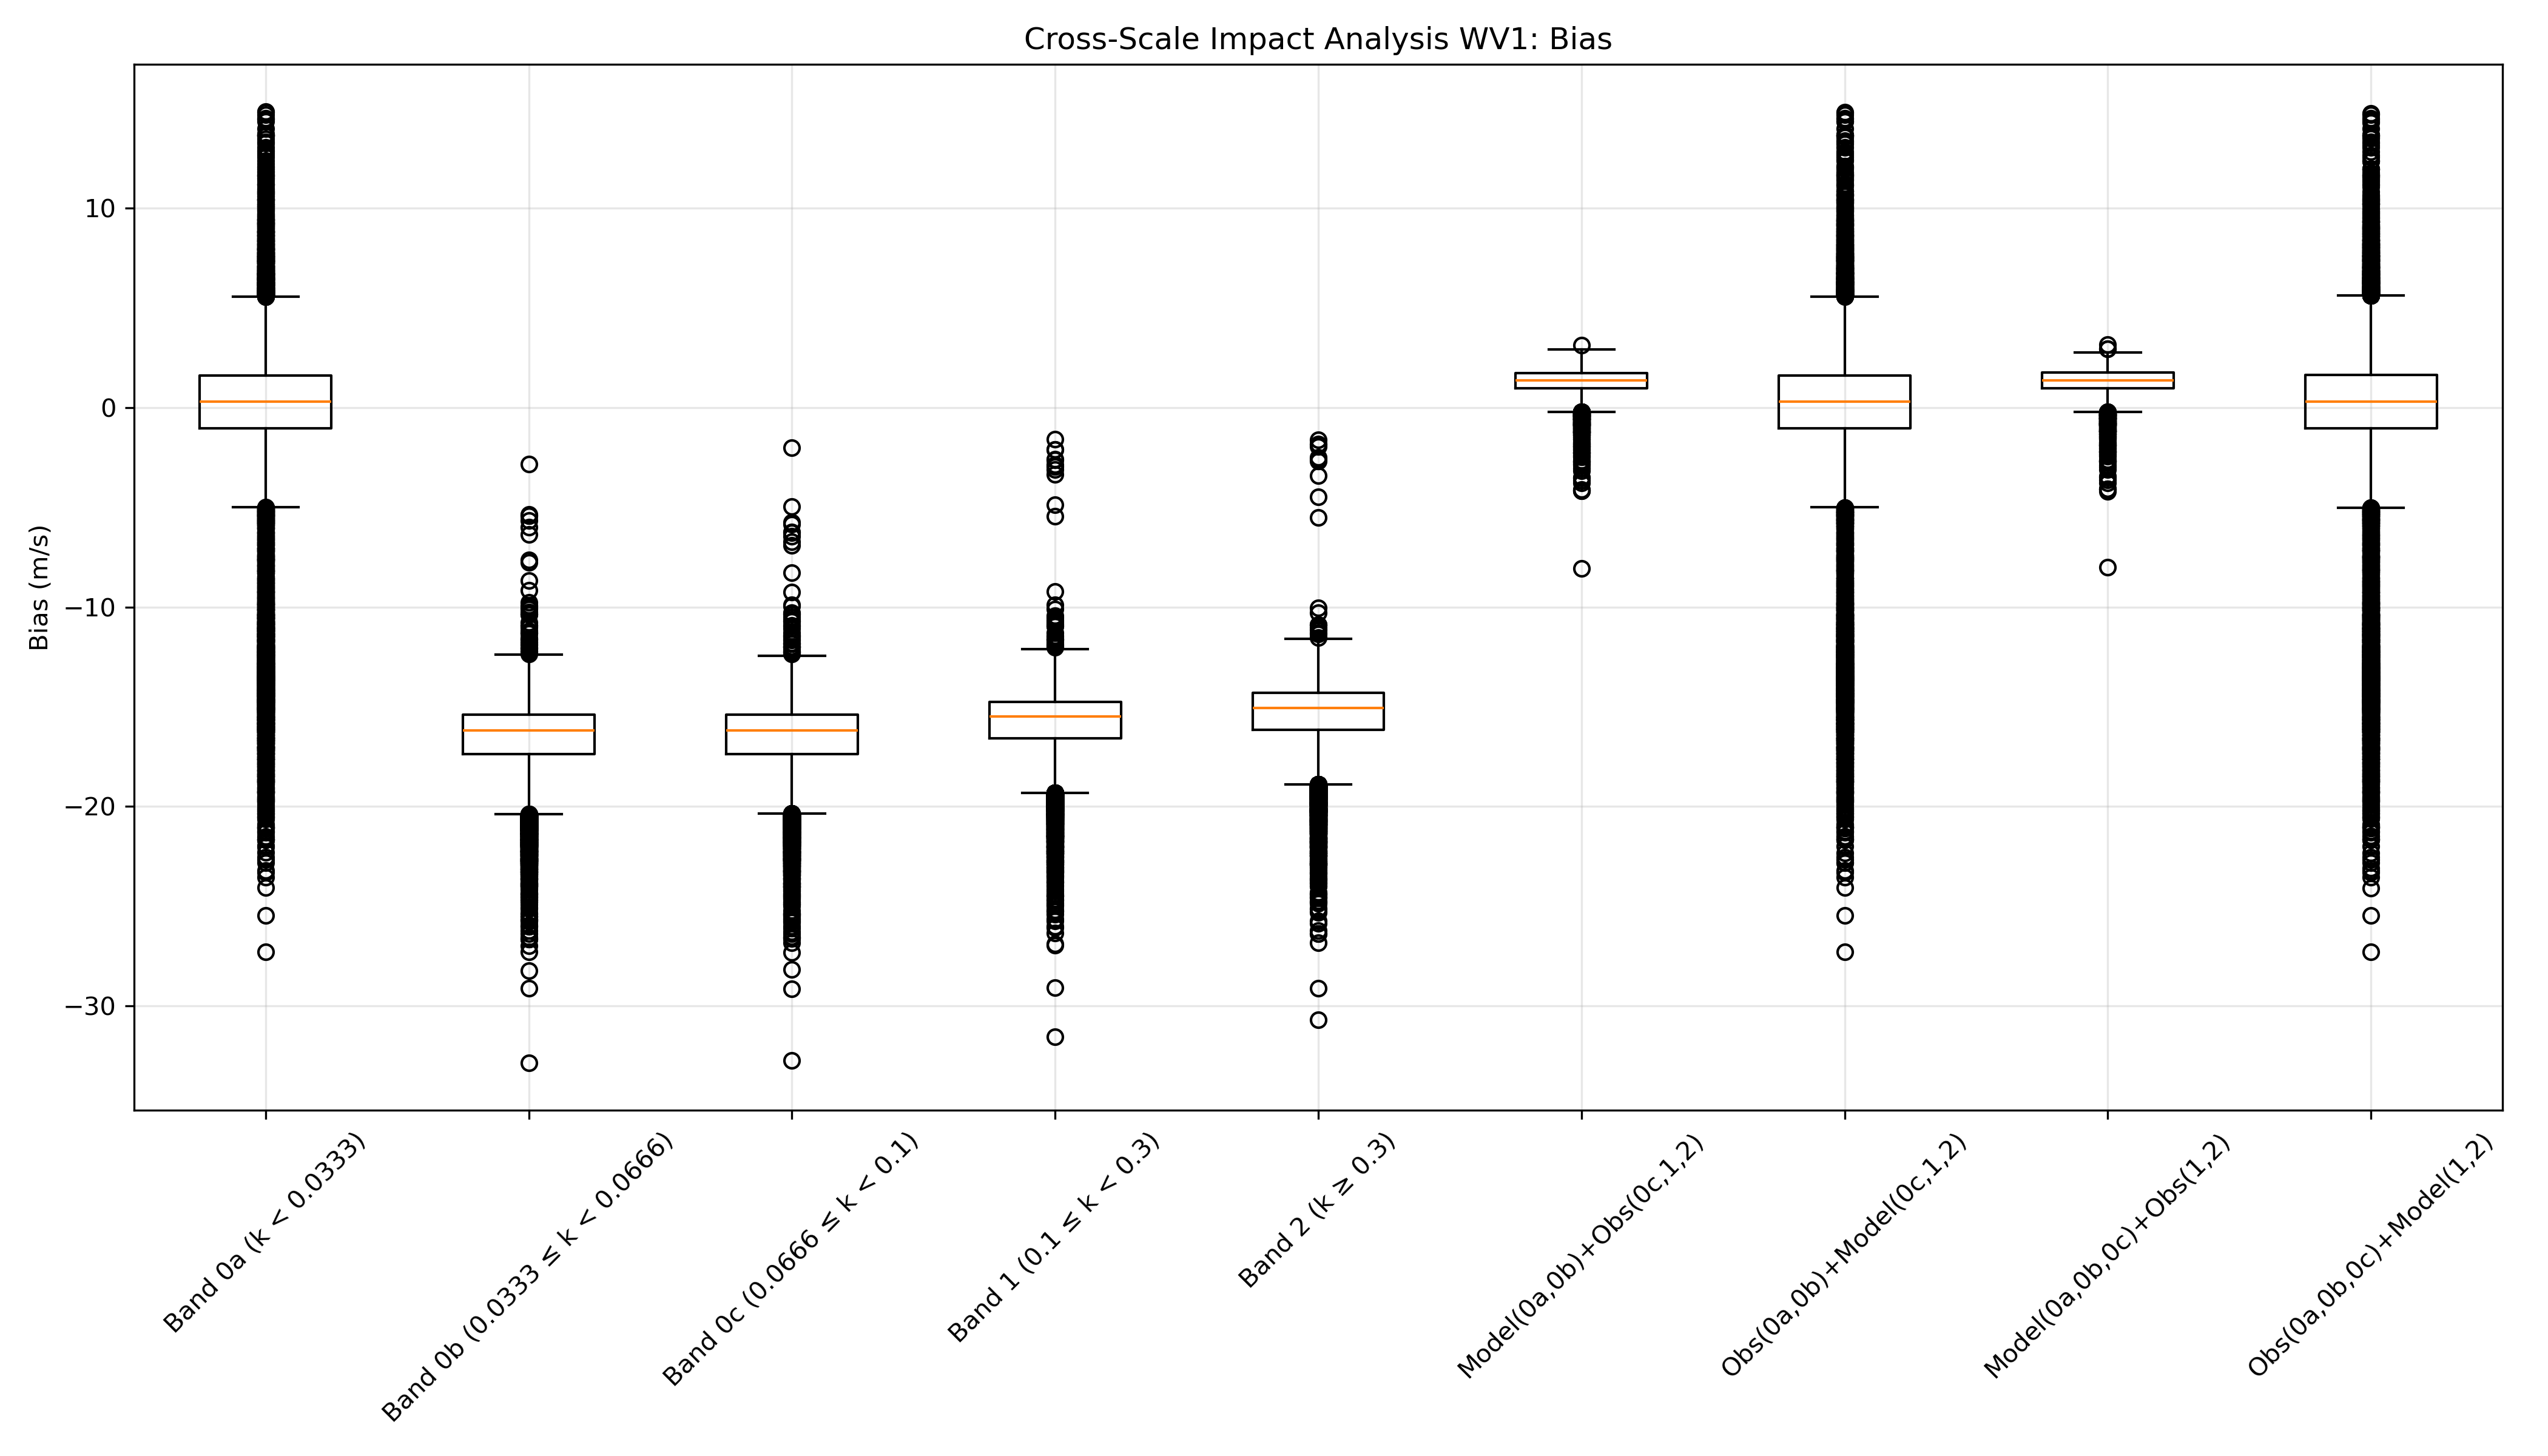 Cross-Scale Impact Analysis WV1: Bias
Bias (m/s)
10
0
−10
−20
−30
Band 0a (k < 0.0333)
Band 0b (0.0333 ≤ k < 0.0666)
Band 0c (0.0666 ≤ k < 0.1)
Band 1 (0.1 ≤ k < 0.3)
Band 2 (k ≥ 0.3)
Model(0a,0b)+Obs(0c,1,2)
Obs(0a,0b)+Model(0c,1,2)
Model(0a,0b,0c)+Obs(1,2)
Obs(0a,0b,0c)+Model(1,2)